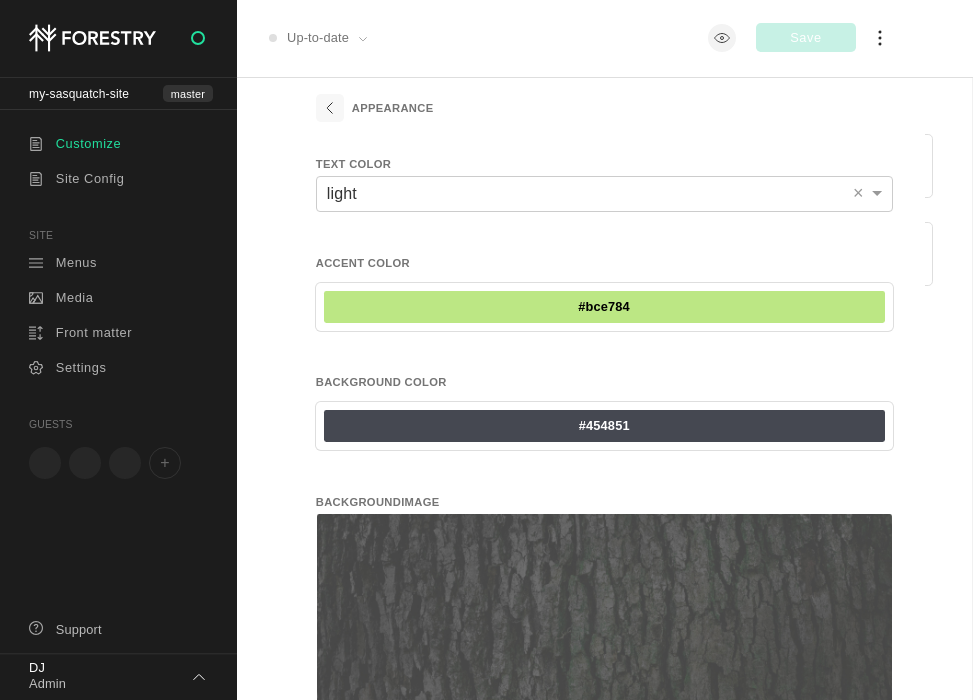 FORESTRY
my-sasquatch-site
master
Customize
Site Config
SITE
Menus
Media
Front matter
Settings
GUESTS
+
Support
DJ
Admin
Up-to-date
Save
APPEARANCE
TEXT COLOR
light
ACCENT COLOR
#bce784
BACKGROUND COLOR
#454851
BACKGROUNDIMAGE